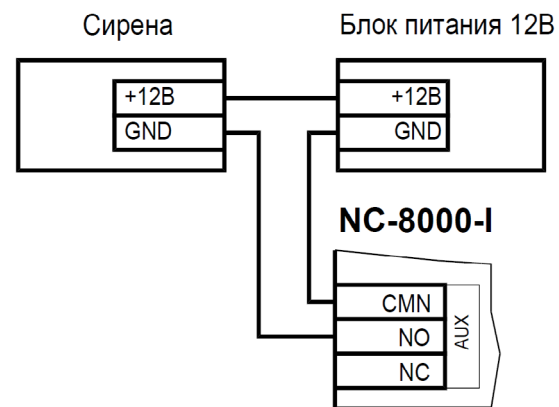 Сирена
Блок питания 12В
+12В
GND
+12В
GND
NC-8000-I
CMN
NO
NC
AUX